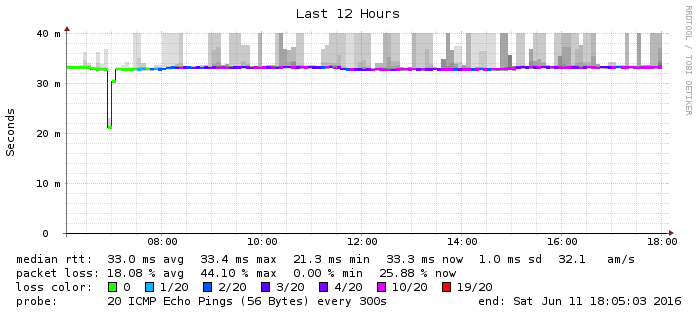 Last 12 Hours
RRDTOOL / TOBI OETIKER
Seconds
40 m
30 m
20 m
10 m
0
08:00 10:00 12:00 14:00 16:00 18:00
median rtt: 33.0 ms avg 33.4 ms max 21.3 ms min 33.3 ms now 1.0 ms sd 32.1 am/s
packet loss: 18.08 % avg 44.10 % max 0.00 % min 25.88 % now
loss color: 0 1/20 2/20 3/20 4/20 10/20 19/20
probe: 20 ICMP Echo Pings (56 Bytes) every 300s end: Sat Jun 11 18:05:03 2016